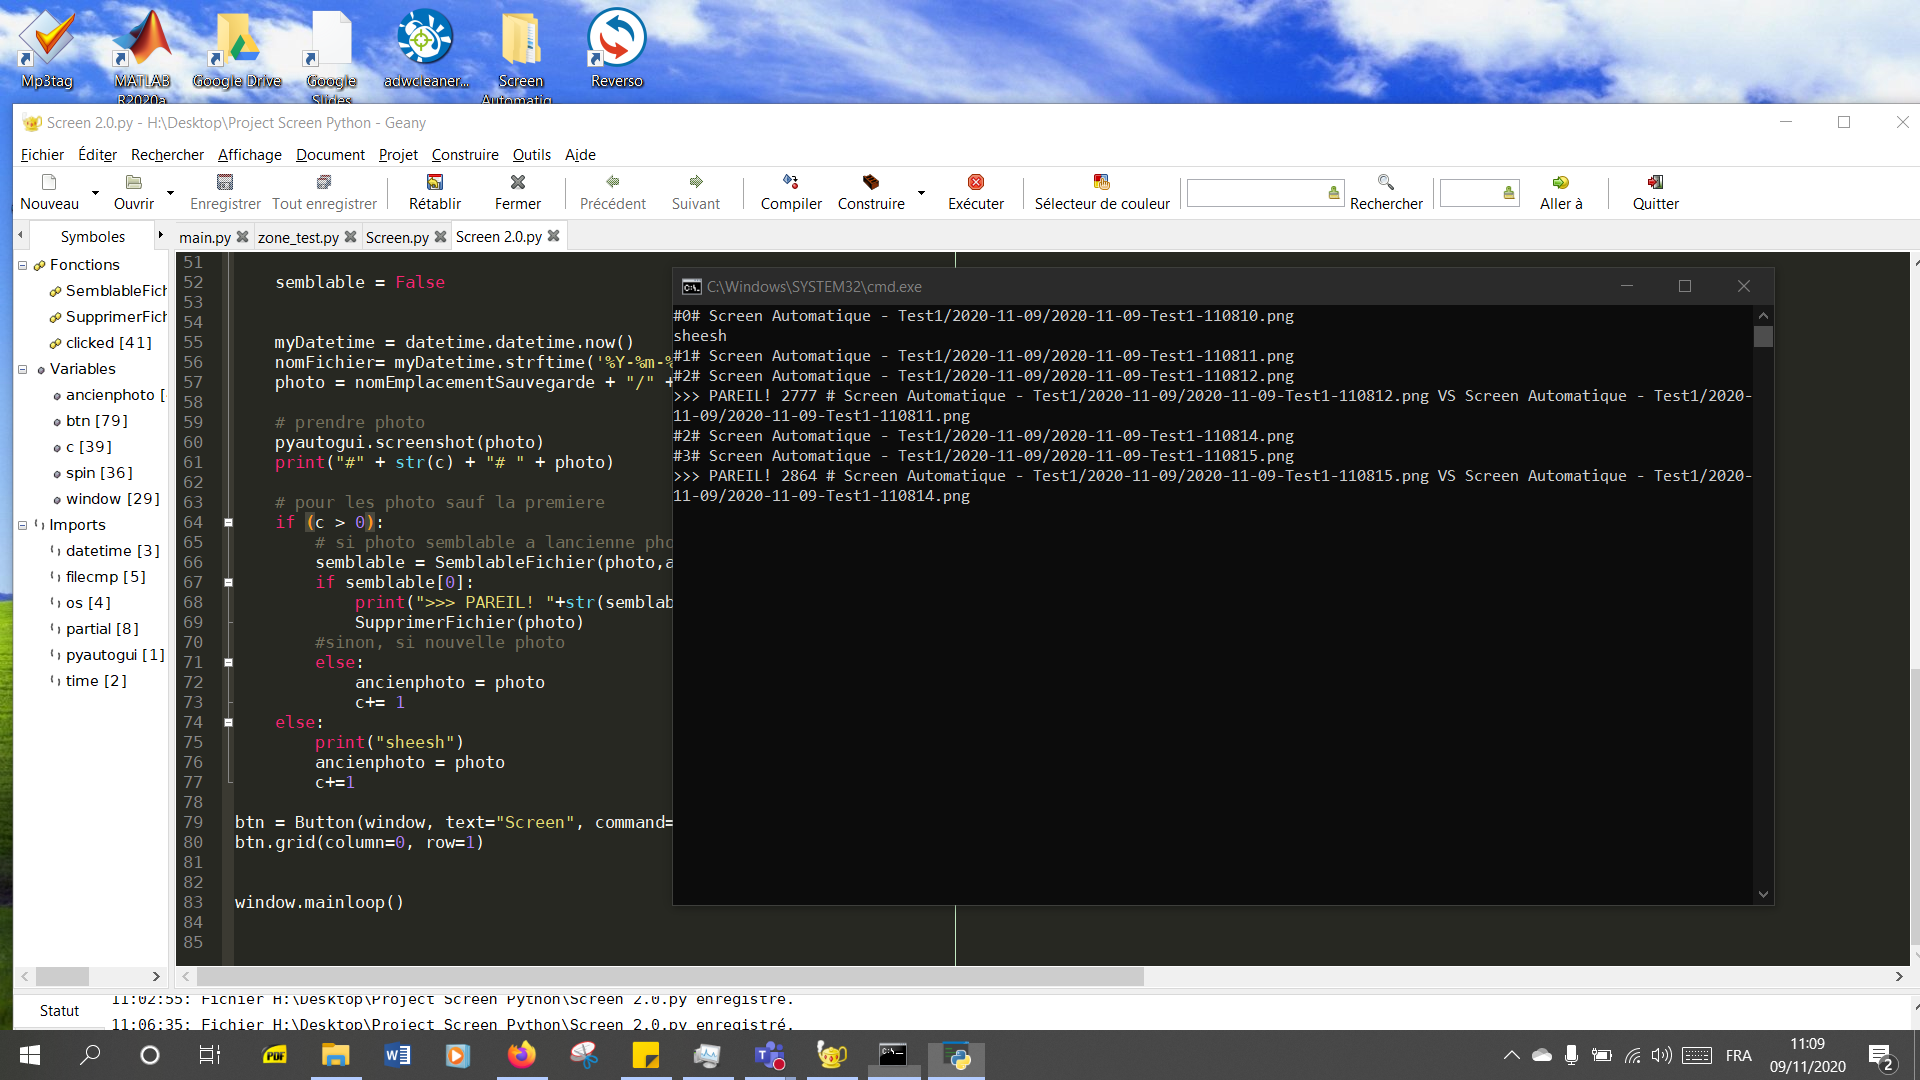 Mp3tag
MATLAB
R2020a
Google Drive
Google
Slides
adwcleaner...
Screen
Automatiq
Reverso
Screen 2.0.py - H:\Desktop\Project Screen Python - Geany
Fichier Éditer Rechercher Affichage Document Projet Construire Outils Aide
Nouveau Ouvrir Enregistrer Tout enregistrer Rétablir Fermer Précédent Suivant Compiler Construire Exécuter Sélecteur de couleur Rechercher Aller à Quitter
Symboles
main.py zone_test.py Screen.py Screen 2.0.py
Fonctions
SemblableFich
SupprimerFich
clicked [41]
Variables
ancienphoto [
btn [79]
c [39]
spin [36]
window [29]
Imports
datetime [3]
filecmp [5]
os [4]
partial [8]
pyautogui [1]
time [2]
51
52 semblable = False
53
54
55 myDatetime = datetime.datetime.now()
56 nomFichier= myDatetime.strftime('%Y-%m-%
57 photo = nomEmplacementSauvegarde + "/" +
58
59 # prendre photo
60 pyautogui.screenshot(photo)
61 print("#" + str(c) + "# " + photo)
62
63 # pour les photo sauf la premiere
64 if (c > 0):
65 # si photo semblable a lancienne pho
66 semblable = SemblableFichier(photo,a
67 if semblable[0]:
68 print(">>> PAREIL! "+str(semblab
69 SupprimerFichier(photo)
70 #sinon, si nouvelle photo
71 else:
72 ancienphoto = photo
73 c+= 1
74 else:
75 print("sheesh")
76 ancienphoto = photo
77 c+=1
78
79 btn = Button(window, text="Screen", command=
80 btn.grid(column=0, row=1)
81
82
83 window.mainloop()
84
85
C:\Windows\SYSTEM32\cmd.exe
#0# Screen Automatique - Test1/2020-11-09/2020-11-09-Test1-110810.png
sheesh
#1# Screen Automatique - Test1/2020-11-09/2020-11-09-Test1-110811.png
#2# Screen Automatique - Test1/2020-11-09/2020-11-09-Test1-110812.png
>>> PAREIL! 2777 # Screen Automatique - Test1/2020-11-09/2020-11-09-Test1-110812.png VS Screen Automatique - Test1/2020-
11-09/2020-11-09-Test1-110811.png
#2# Screen Automatique - Test1/2020-11-09/2020-11-09-Test1-110814.png
#3# Screen Automatique - Test1/2020-11-09/2020-11-09-Test1-110815.png
>>> PAREIL! 2864 # Screen Automatique - Test1/2020-11-09/2020-11-09-Test1-110815.png VS Screen Automatique - Test1/2020-
11-09/2020-11-09-Test1-110814.png
Statut
11:02:55: Fichier H:\Desktop\Project Screen Python\Screen 2.0.py enregistré.
11:06:35: Fichier H:\Desktop\Project Screen Python\Screen 2.0.py enregistré.
PDF
FRA
11:09
09/11/2020
2